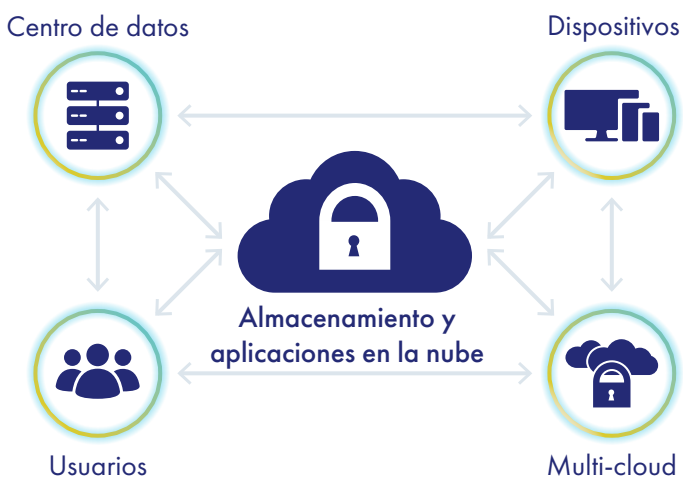 Centro de datos
Dispositivos
Almacenamiento y
aplicaciones en la nube
Usuarios
Multi-cloud